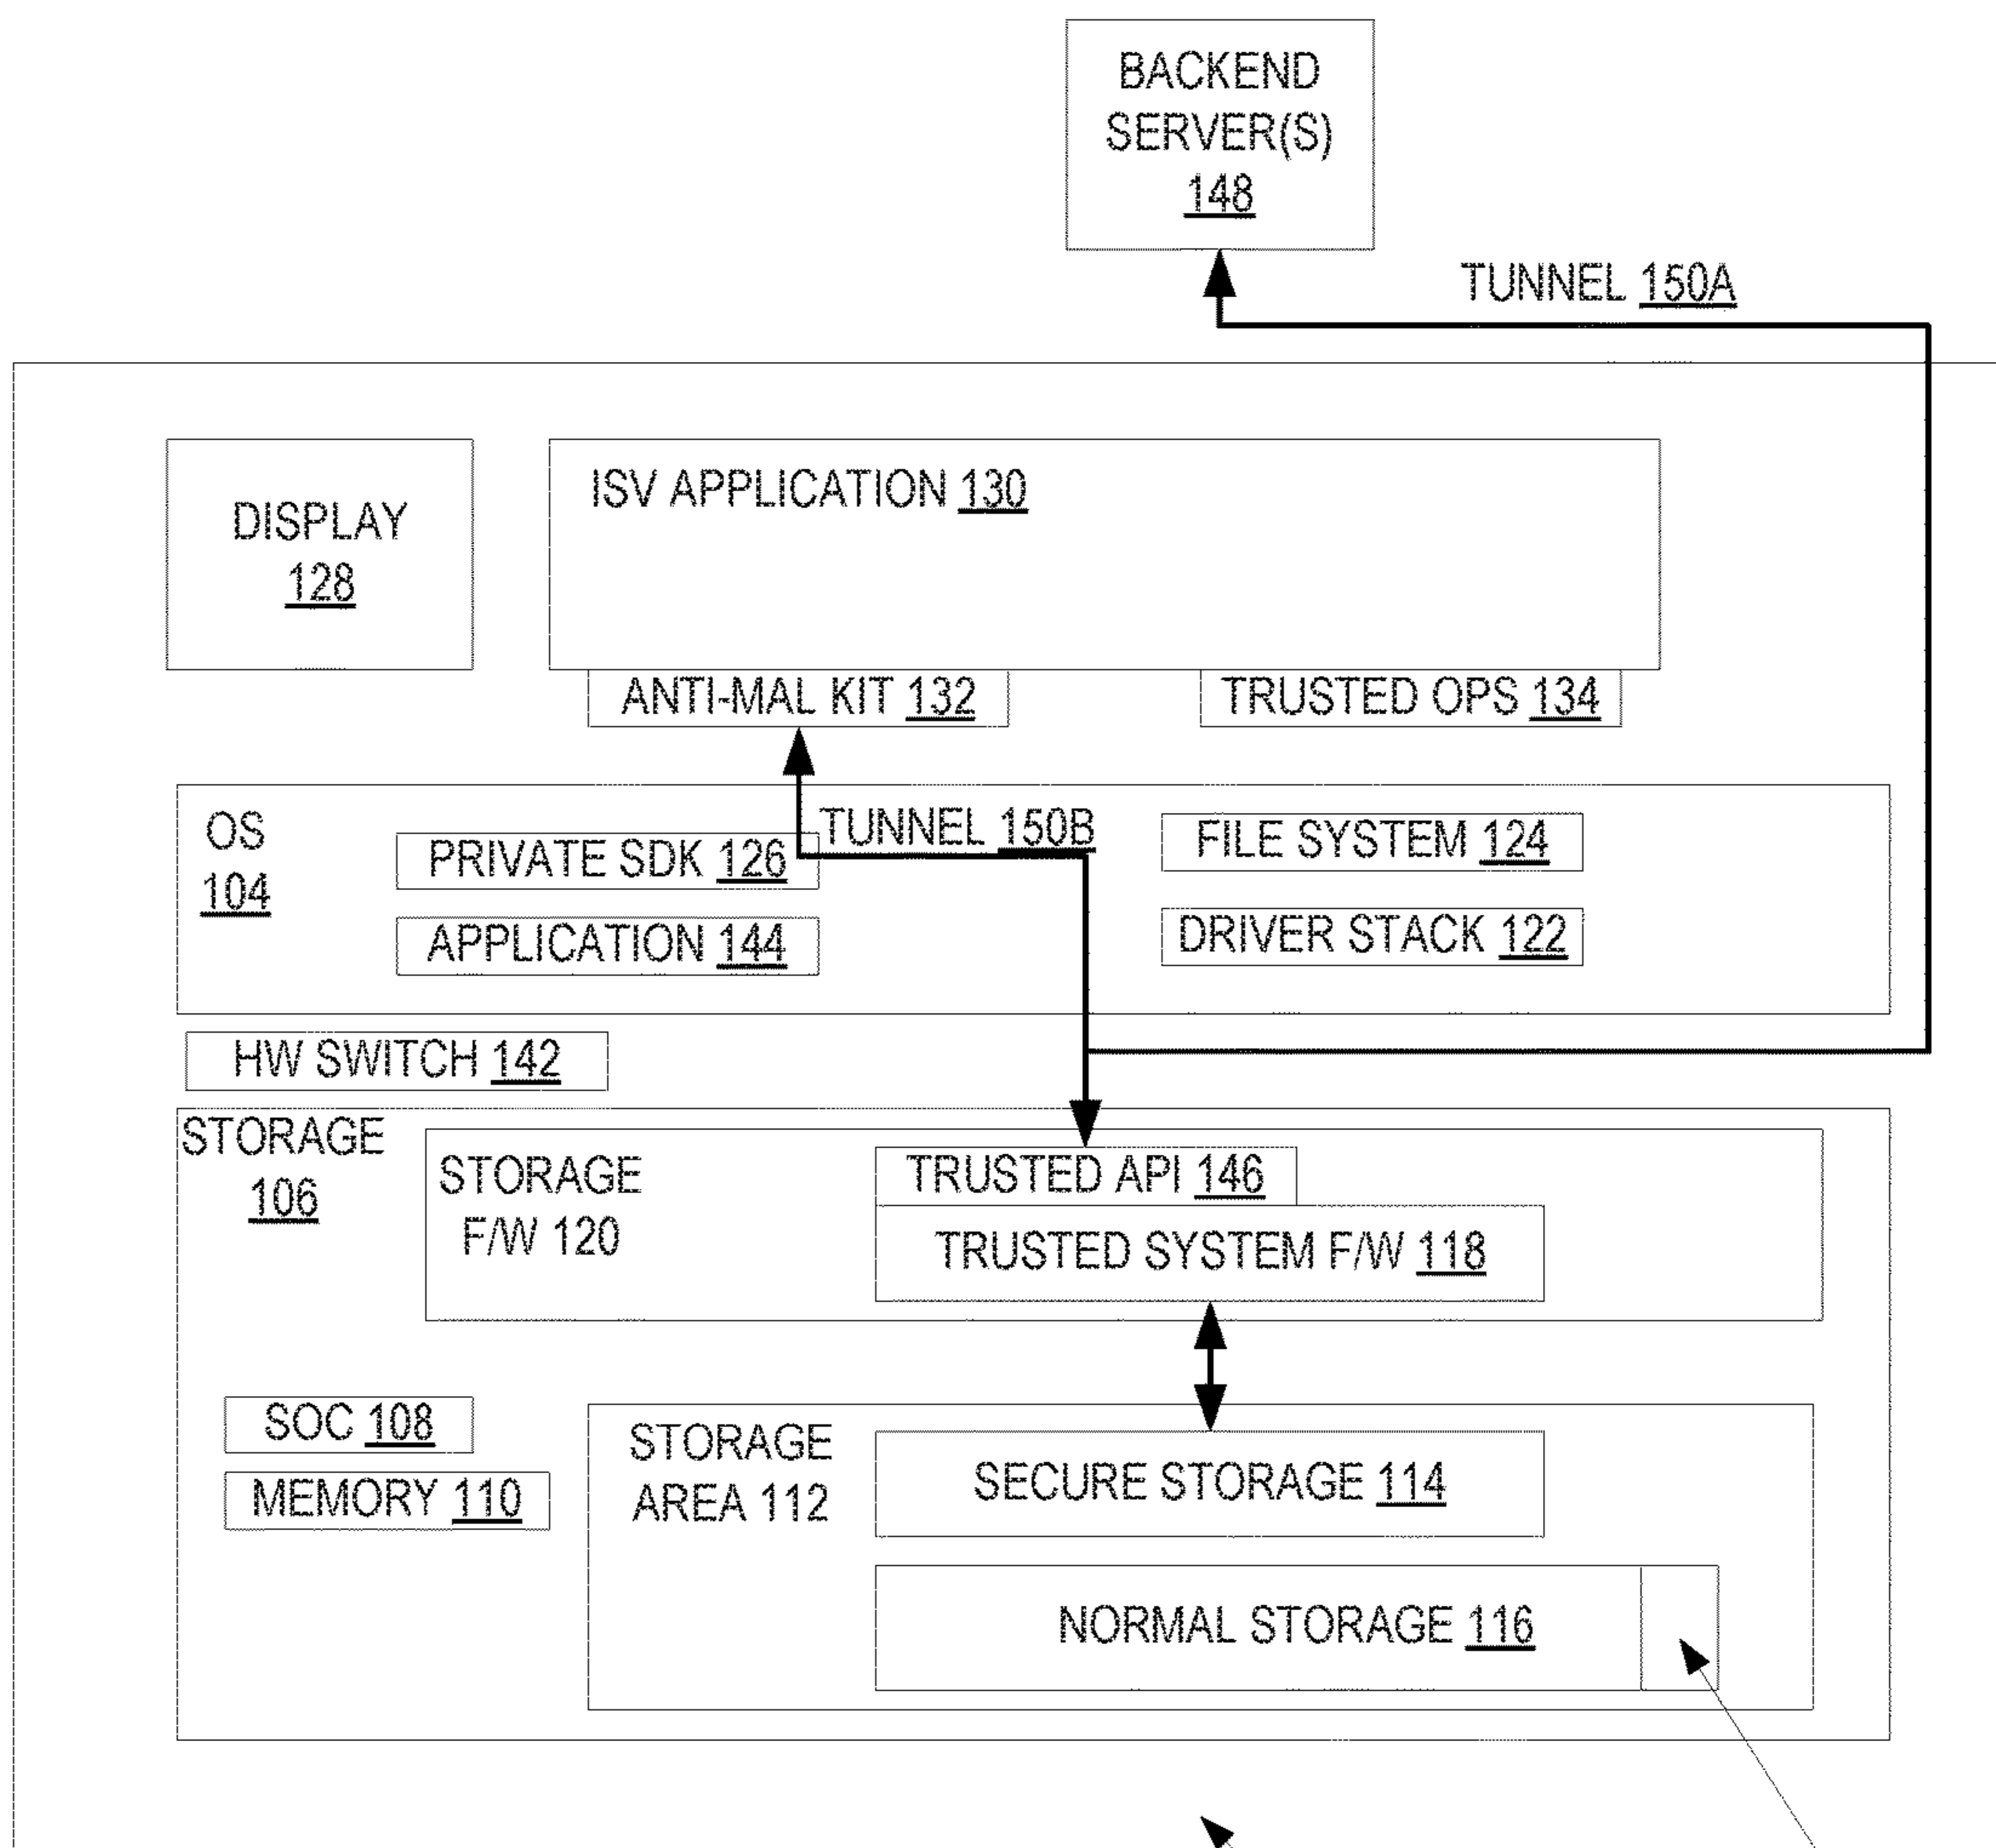 BACKEND
SERVER(S)
148
TUNNEL 150A
DISPLAY
128
ISV APPLICATION 130
ANTI-MAL KIT 132
TRUSTED OPS 134
OS
104
PRIVATE SDK 126
TUNNEL 150B
FILE SYSTEM 124
APPLICATION 144
DRIVER STACK 122
HW SWITCH 142
STORAGE
106
STORAGE
F/W 120
TRUSTED API 146
TRUSTED SYSTEM F/W 118
SOC 108
MEMORY 110
STORAGE
AREA 112
SECURE STORAGE 114
NORMAL STORAGE 116